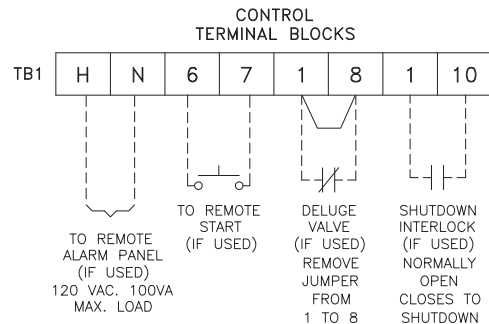 CONTROL
TERMINAL BLOCKS
TB1 H N 6 7 1 8 1 10
TO REMOTE
ALARM PANEL
(IF USED)
120 VAC. 100VA
MAX. LOAD
TO REMOTE
START
(IF USED)
DELUGE
VALVE
(IF USED)
REMOVE
JUMPER
FROM
1 TO 8
SHUTDOWN
INTERLOCK
(IF USED)
NORMALLY
OPEN
CLOSES TO
SHUTDOWN